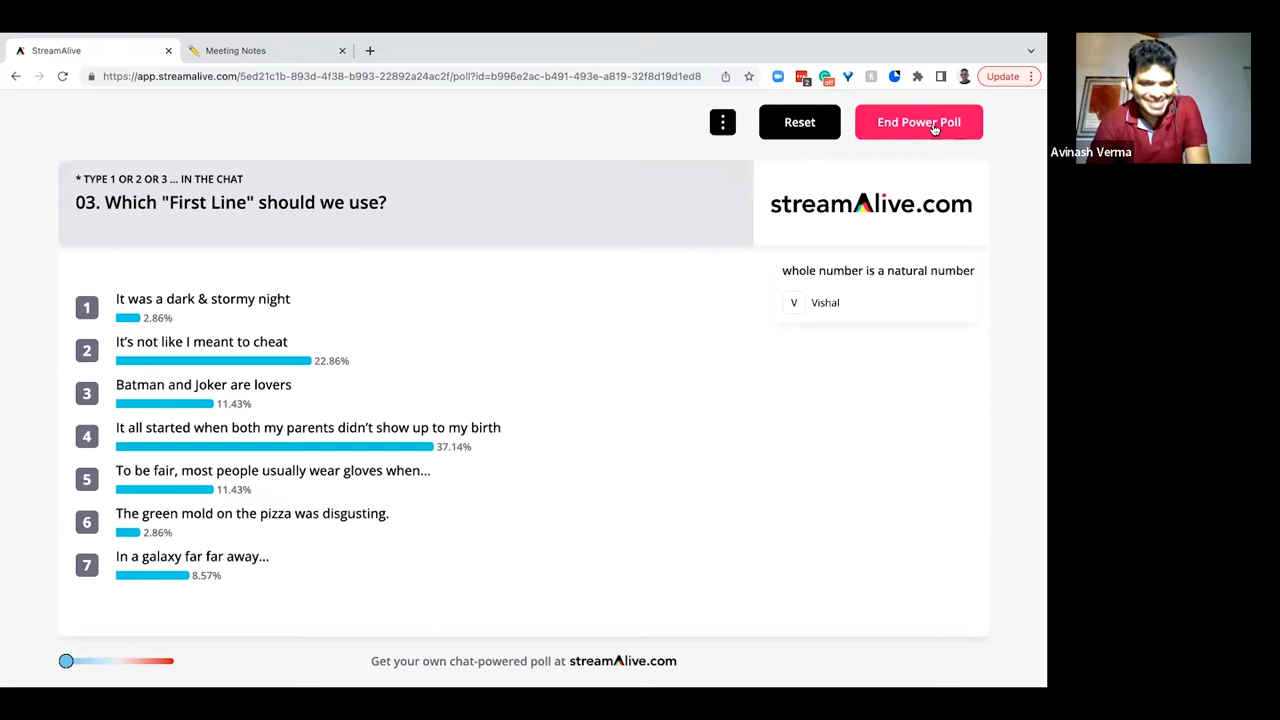 StreamAlive
Meeting Notes
https://app.streamalive.com/5ed21c1b-893d-4f38-b993-22892a24ac2f/poll?id=b996e2ac-b491-493e-a819-32f8d19d1ed8
2
off
Update
Reset
End Power Poll
Avinash Verma
* TYPE 1 OR 2 OR 3 ... IN THE CHAT
03. Which "First Line" should we use?
streamAlive.com
whole number is a natural number
V Vishal
1 It was a dark & stormy night
2.86%
2 It’s not like I meant to cheat
22.86%
3 Batman and Joker are lovers
11.43%
4 It all started when both my parents didn’t show up to my birth
37.14%
5 To be fair, most people usually wear gloves when...
11.43%
6 The green mold on the pizza was disgusting.
2.86%
7 In a galaxy far far away...
8.57%
Get your own chat-powered poll at streamAlive.com